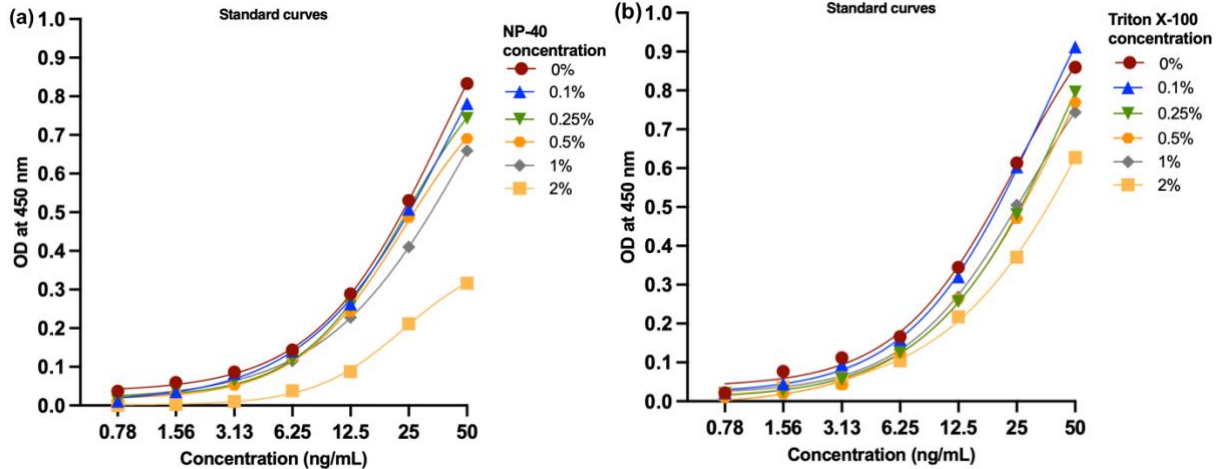 (a)
Standard curves
NP-40
concentration
0%
0.1%
0.25%
0.5%
1%
2%
OD at 450 nm
1.0
0.9
0.8
0.7
0.6
0.5
0.4
0.3
0.2
0.1
0.0
0.78 1.56 3.13 6.25 12.5 25 50
Concentration (ng/mL)
(b)
Standard curves
Triton X-100
concentration
0%
0.1%
0.25%
0.5%
1%
2%
OD at 450 nm
1.0
0.9
0.8
0.7
0.6
0.5
0.4
0.3
0.2
0.1
0.0
0.78 1.56 3.13 6.25 12.5 25 50
Concentration (ng/mL)